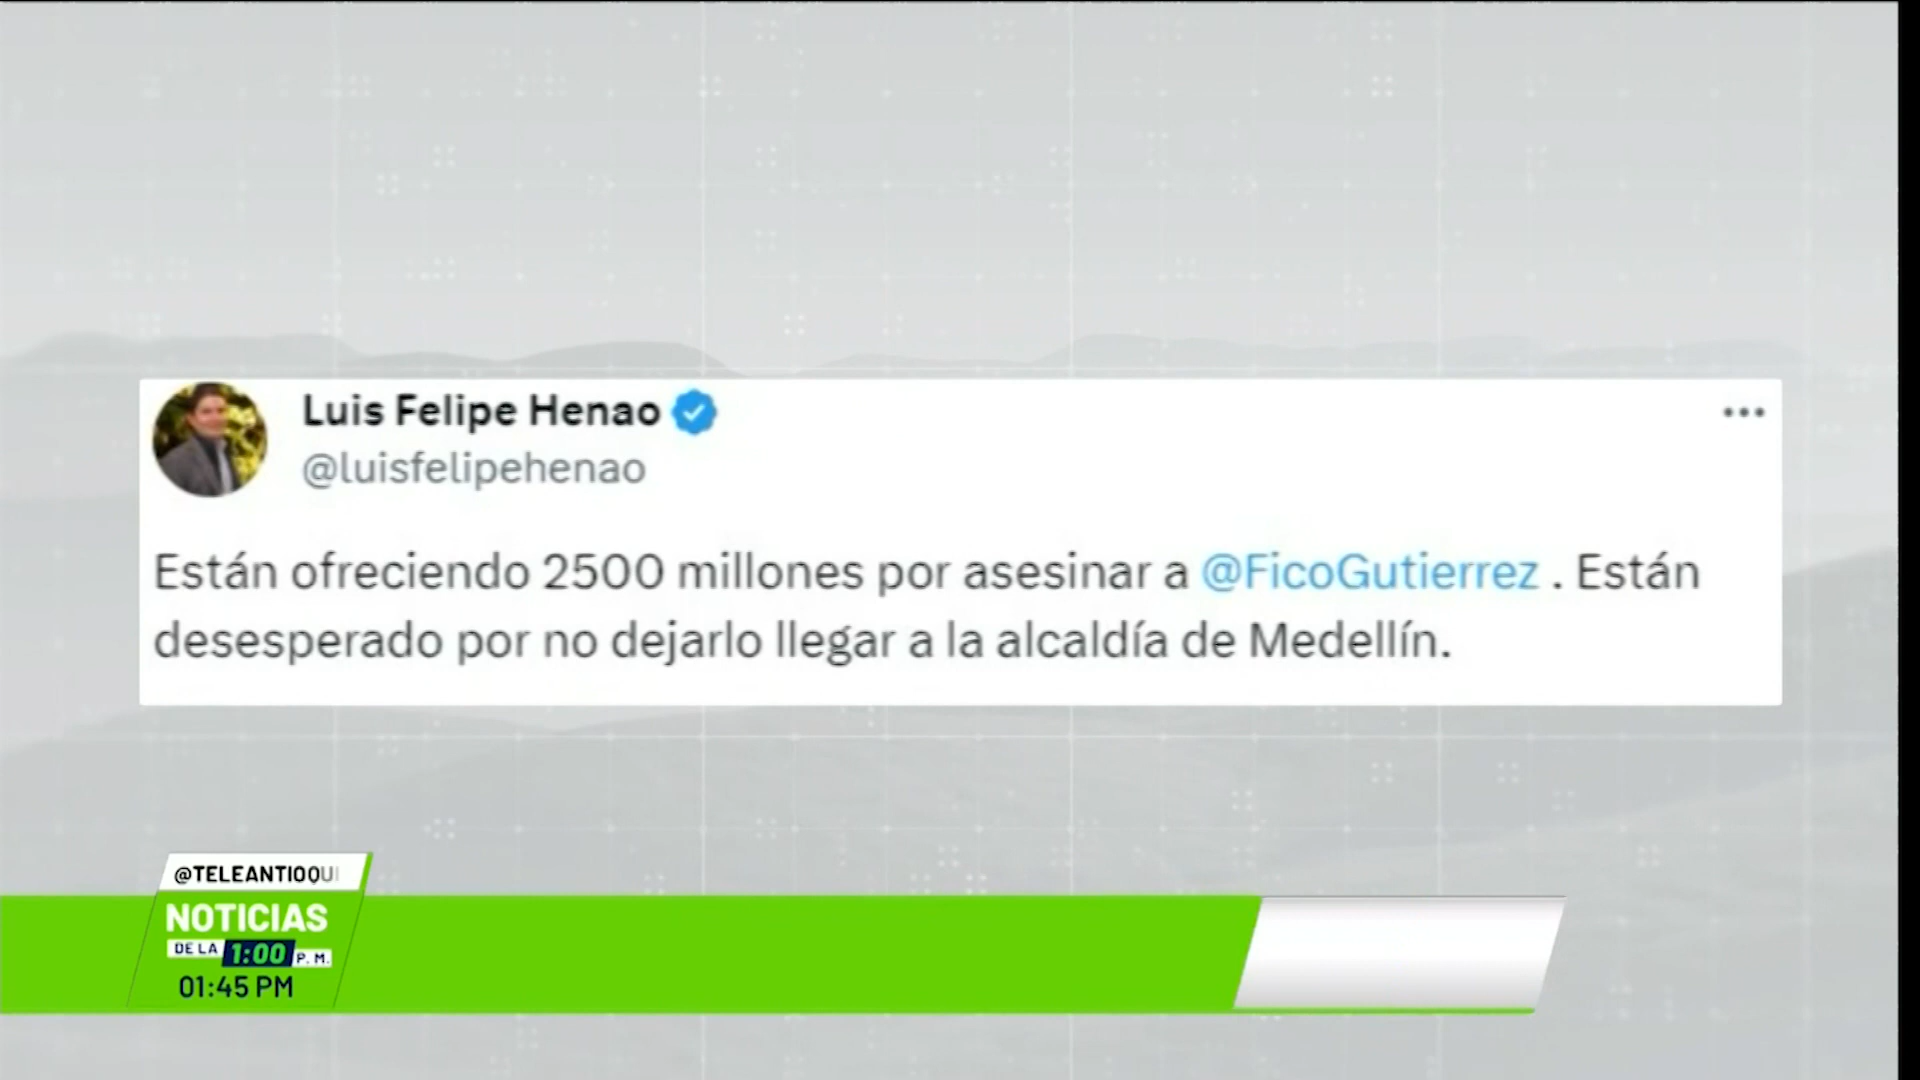 Luis Felipe Henao
@luisfelipehenao
Están ofreciendo 2500 millones por asesinar a @FicoGutierrez . Están
desesperado por no dejarlo llegar a la alcaldía de Medellín.
@TELEANTIOQUI
NOTICIAS
DE LA 1:00 P. M.
01:45 PM